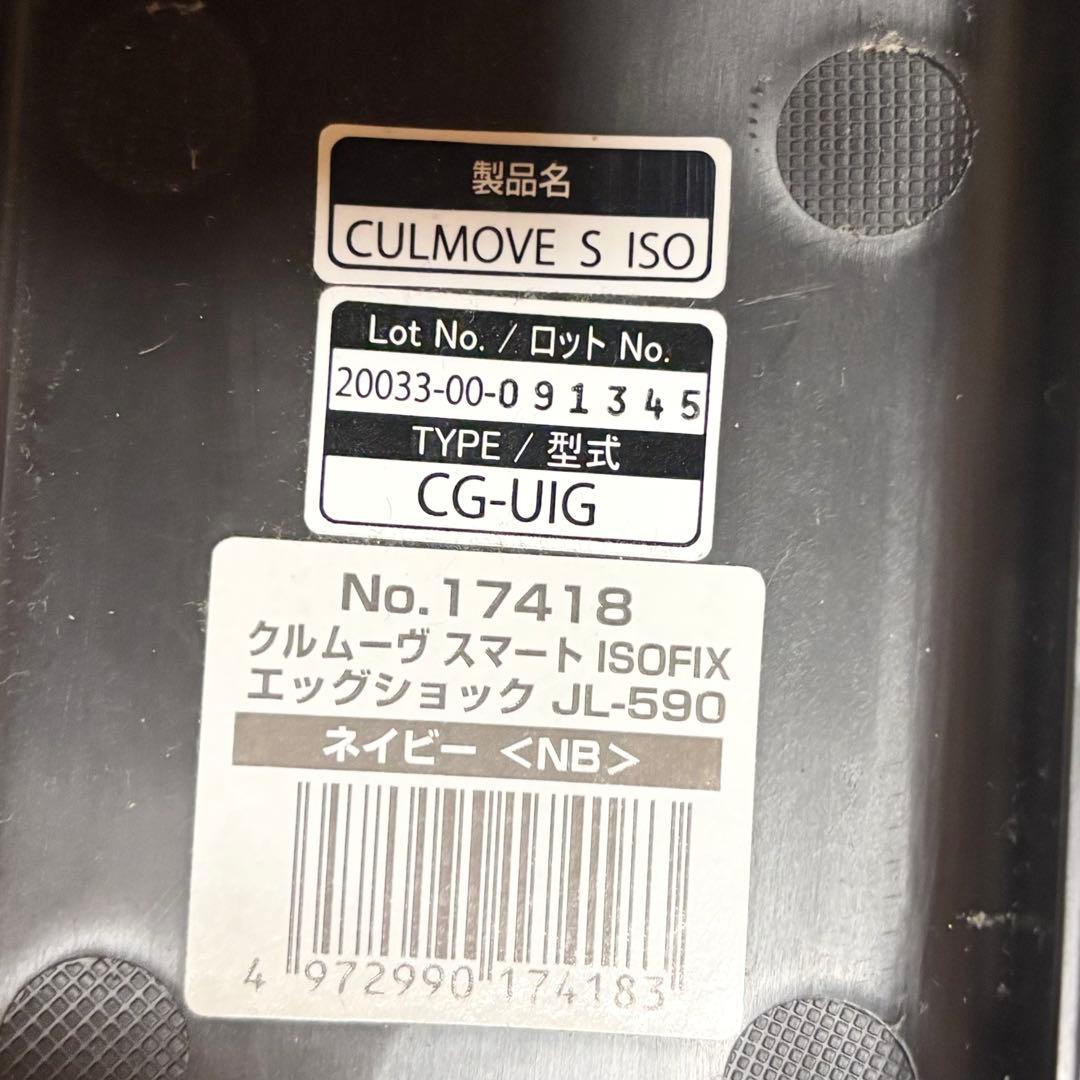 製品名
CULMOVE S ISO
Lot No. / ロット No.
20033-00-091345
TYPE / 型式
CG-UIG
No.17418
クルムーヴ スマート ISOFIX
エッグショック JL-590
ネイビー <NB>
4 972990 174183